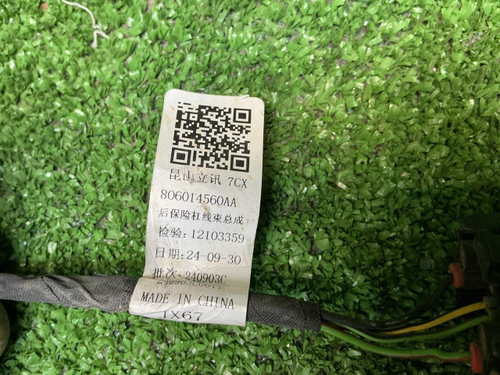 昆山立讯 7CX
806014560AA
后保险杠线束总成
检验:12103359
日期:24-09-30
批次:240903C
MADE IN CHINA
1X67